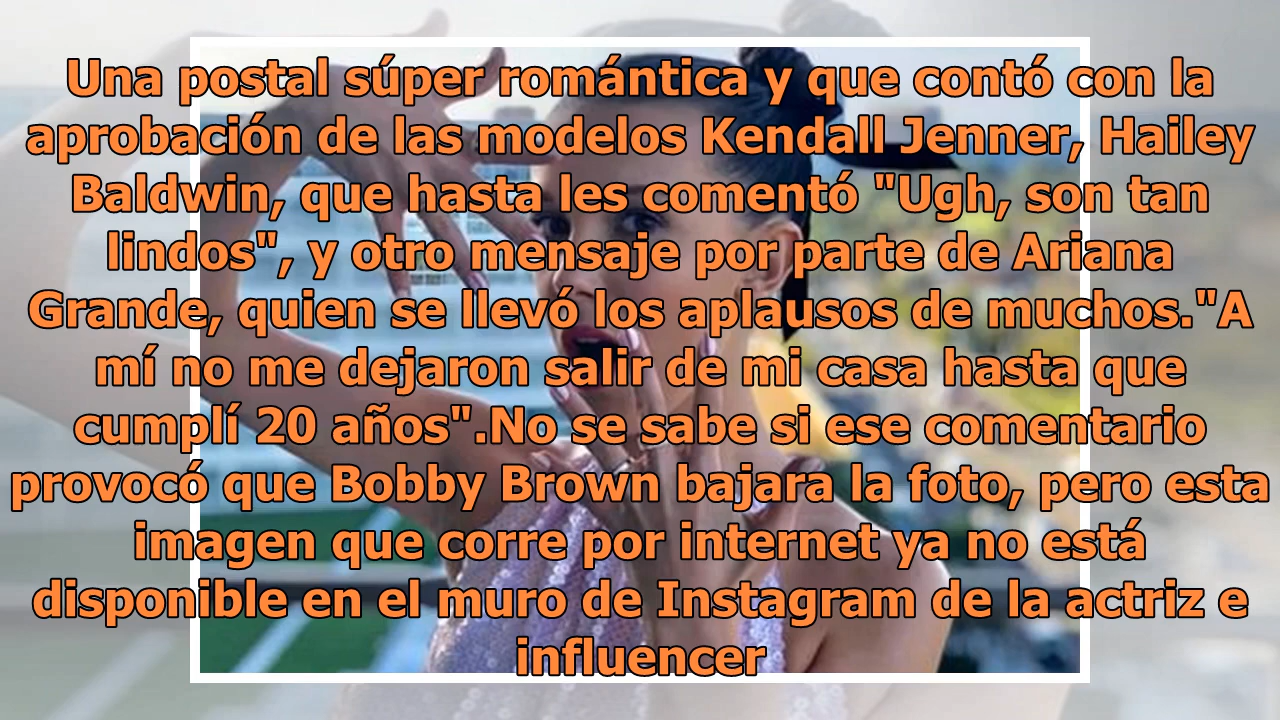 Una postal súper romántica y que contó con la
aprobación de las modelos Kendall Jenner, Hailey
Baldwin, que hasta les comentó "Ugh, son tan
lindos", y otro mensaje por parte de Ariana
Grande, quien se llevó los aplausos de muchos."A
mí no me dejaron salir de mi casa hasta que
cumplí 20 años".No se sabe si ese comentario
provocó que Bobby Brown bajara la foto, pero esta
imagen que corre por internet ya no está
disponible en el muro de Instagram de la actriz e
influencer